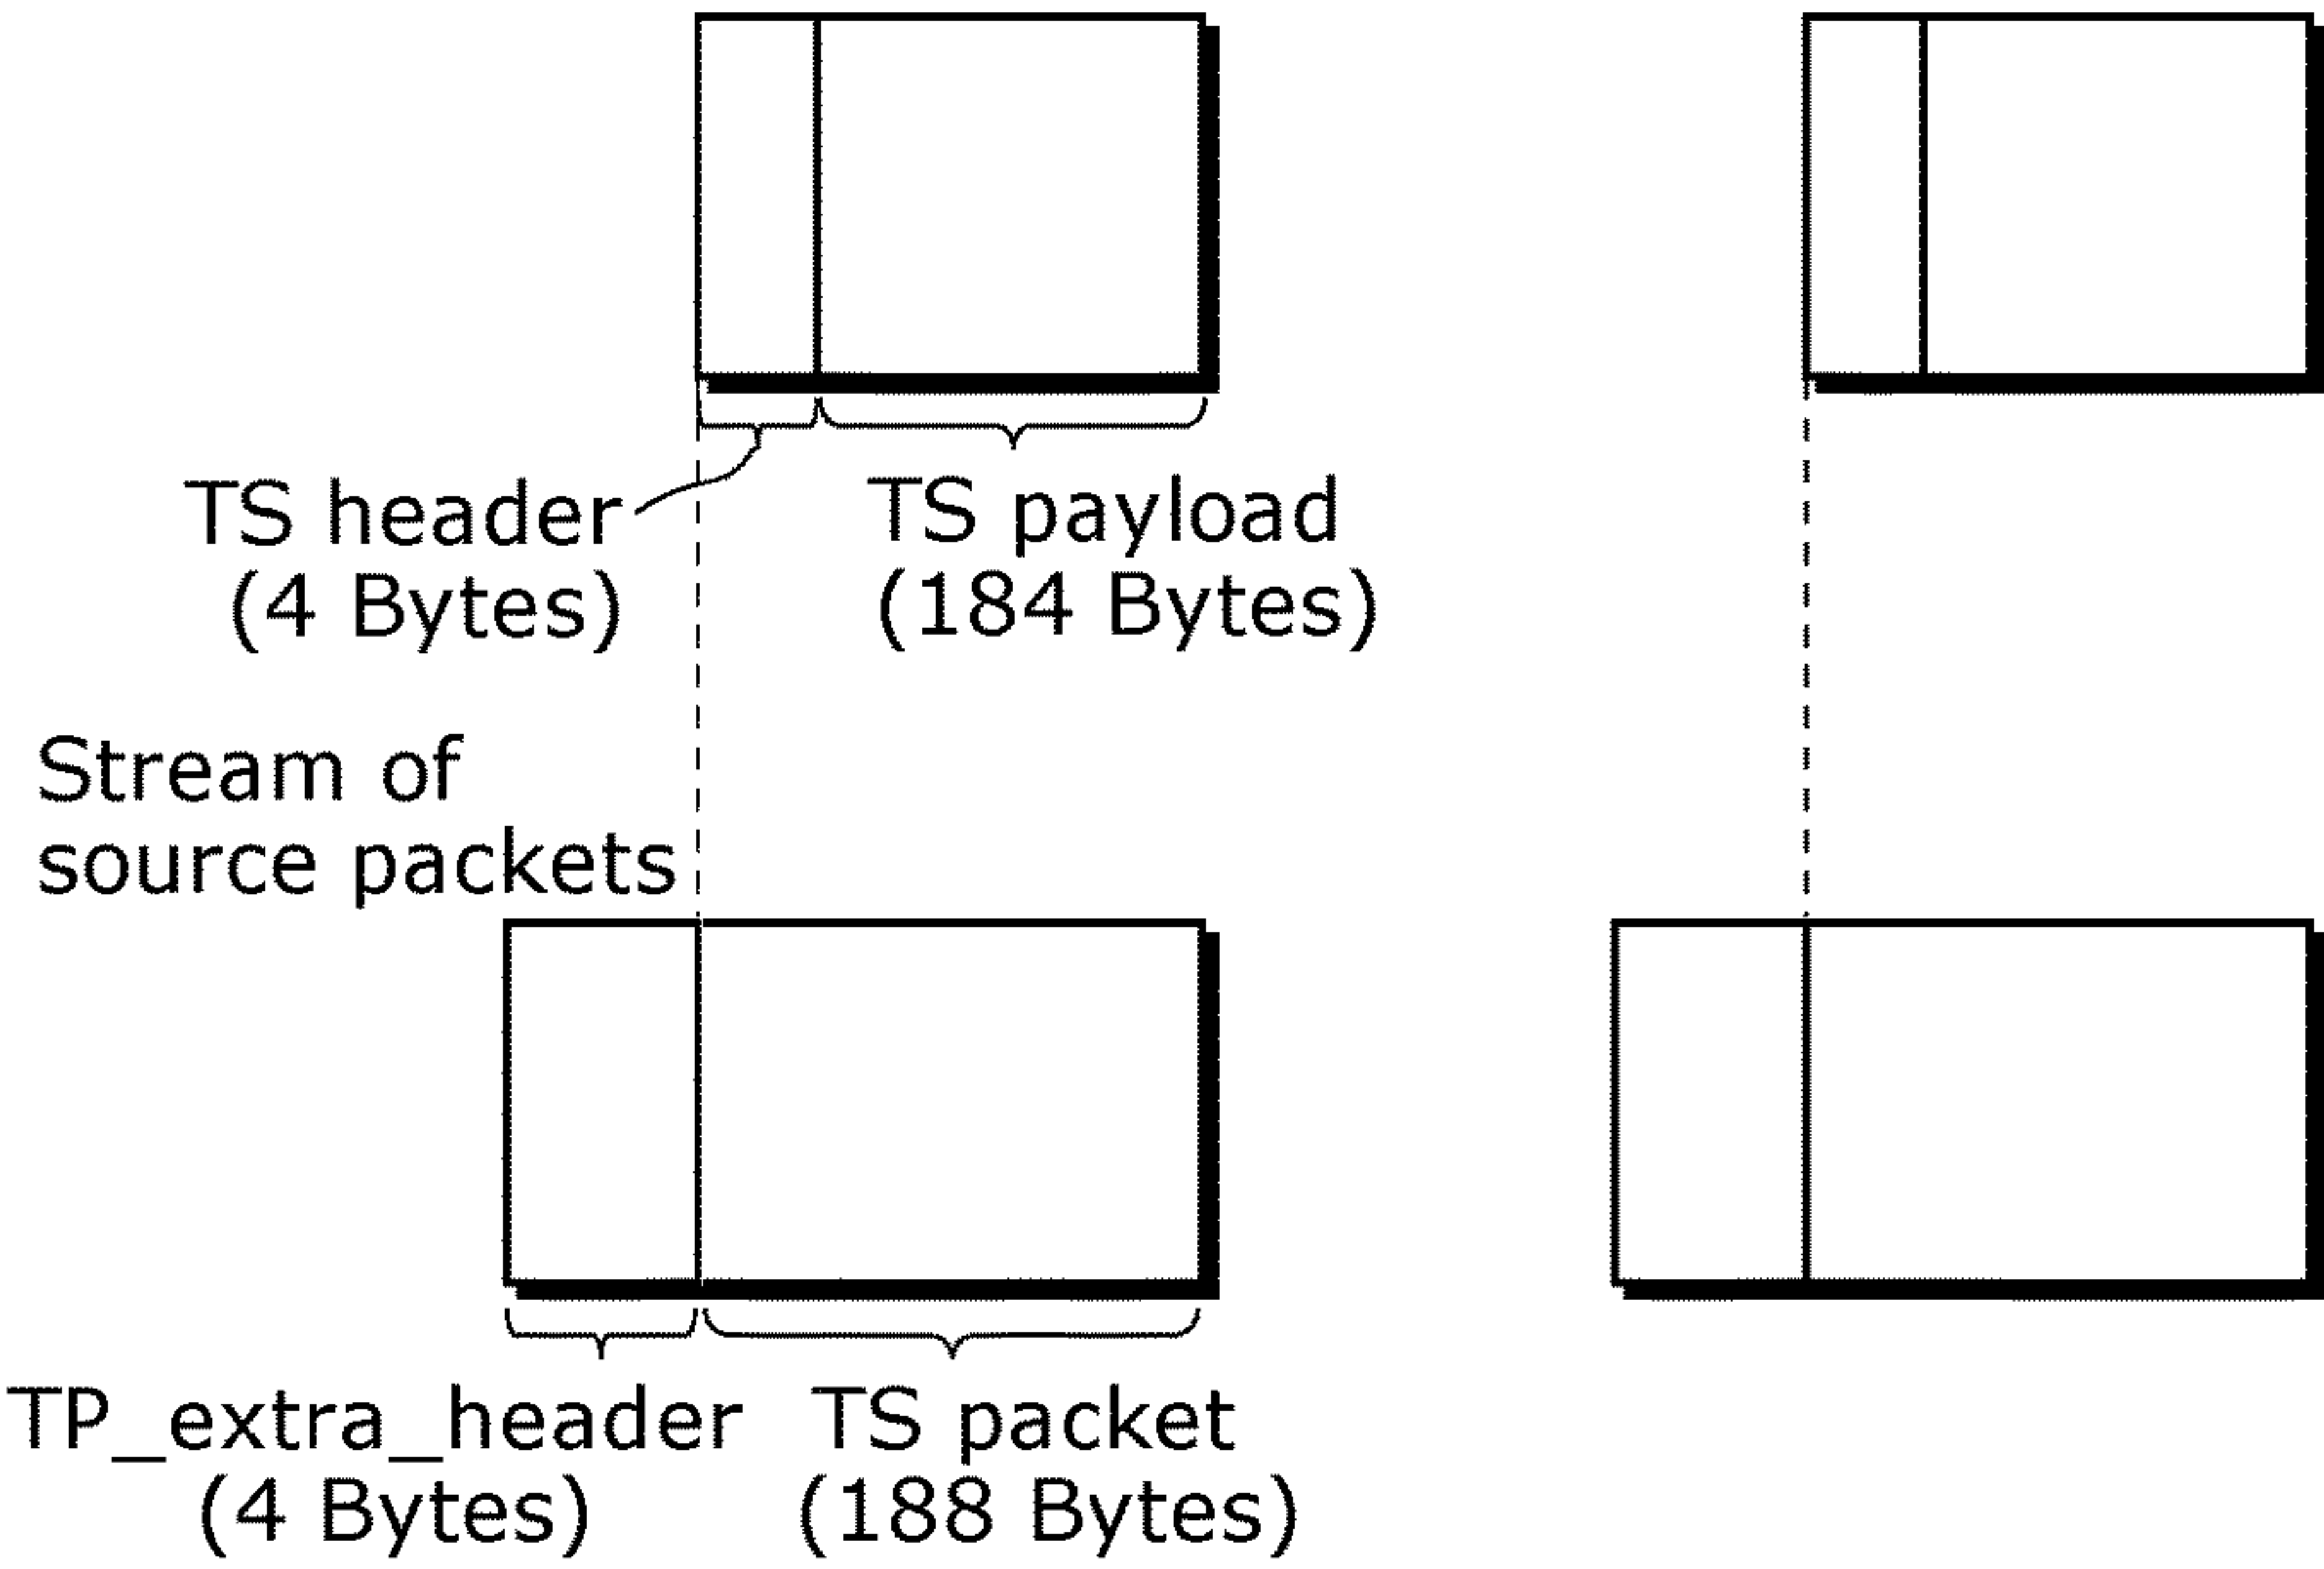 TS header
(4 Bytes)
TS payload
(184 Bytes)
Stream of
source packets
TP_extra_header
(4 Bytes)
TS packet
(188 Bytes)